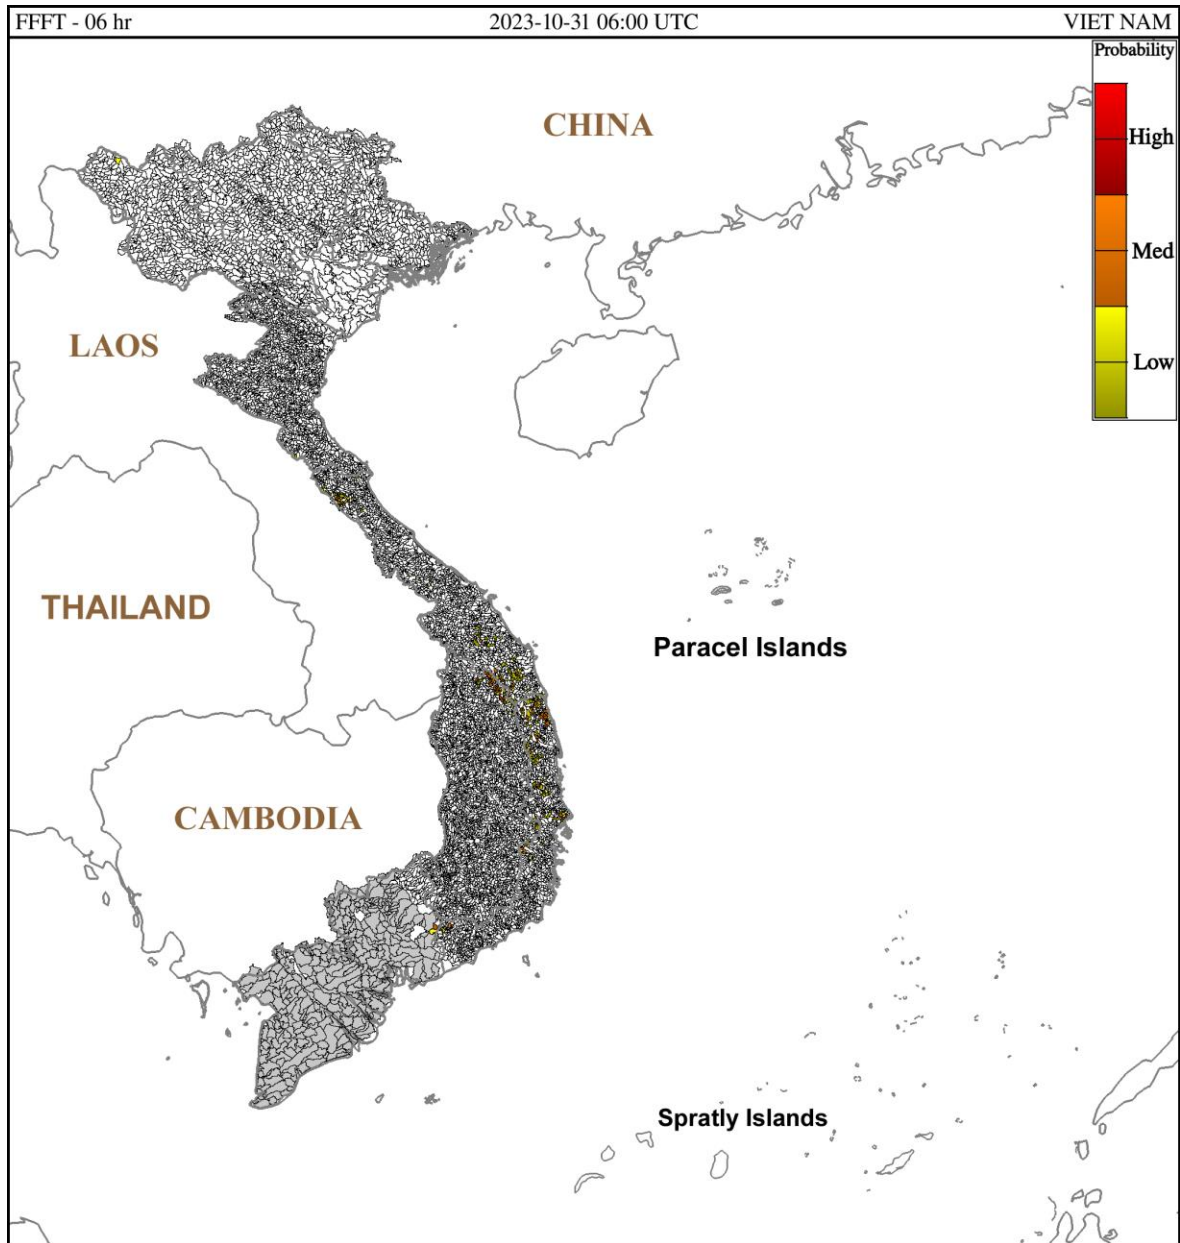 FFFT - 06 hr 2023-10-31 06:00 UTC VIET NAM
Probability
CHINA
High
Med
LAOS
Low
THAILAND
Paracel Islands
CAMBODIA
Spratly Islands